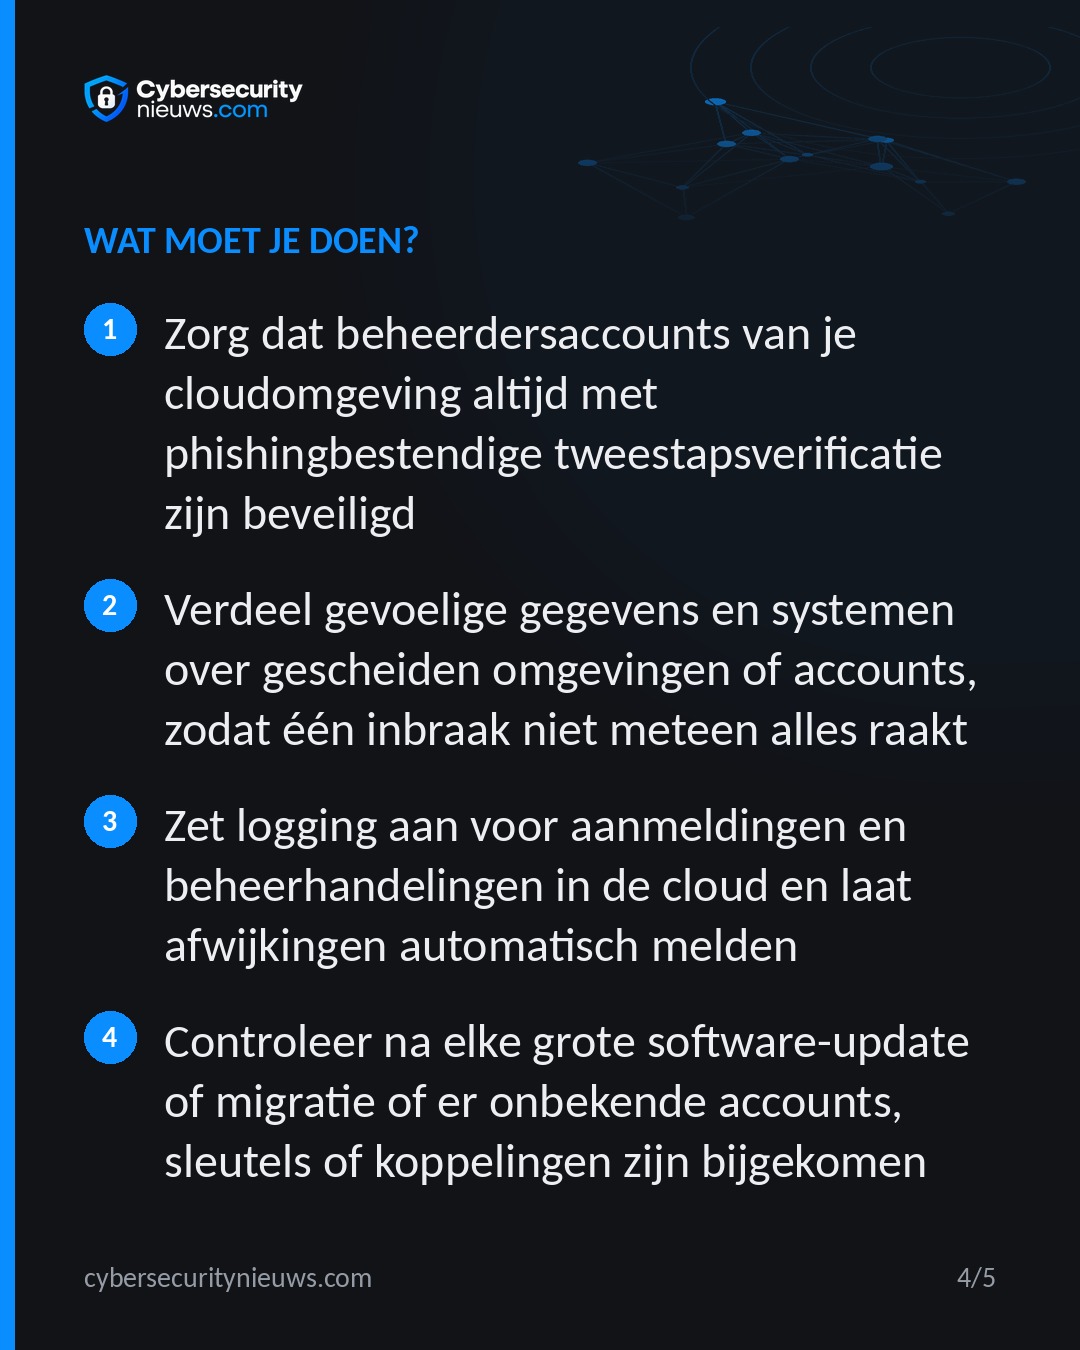 Cybersecurity
nieuws.com
WAT MOET JE DOEN?
1 Zorg dat beheerdersaccounts van je
cloudomgeving altijd met
phishingbestendige tweestapsverificatie
zijn beveiligd
2 Verdeel gevoelige gegevens en systemen
over gescheiden omgevingen of accounts,
zodat één inbraak niet meteen alles raakt
3 Zet logging aan voor aanmeldingen en
beheerhandelingen in de cloud en laat
afwijkingen automatisch melden
4 Controleer na elke grote software-update
of migratie of er onbekende accounts,
sleutels of koppelingen zijn bijgekomen
cybersecuritynieuws.com 4/5